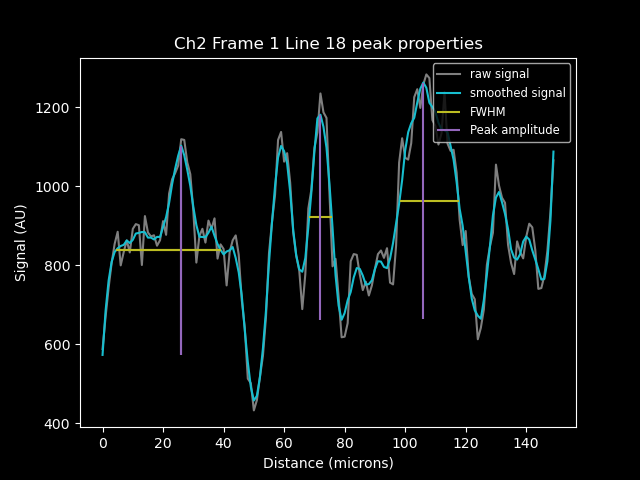 Ch2 Frame 1 Line 18 peak properties
raw signal
smoothed signal
FWHM
Peak amplitude
1200
1000
800
600
400
Signal (AU)
0 20 40 60 80 100 120 140
Distance (microns)